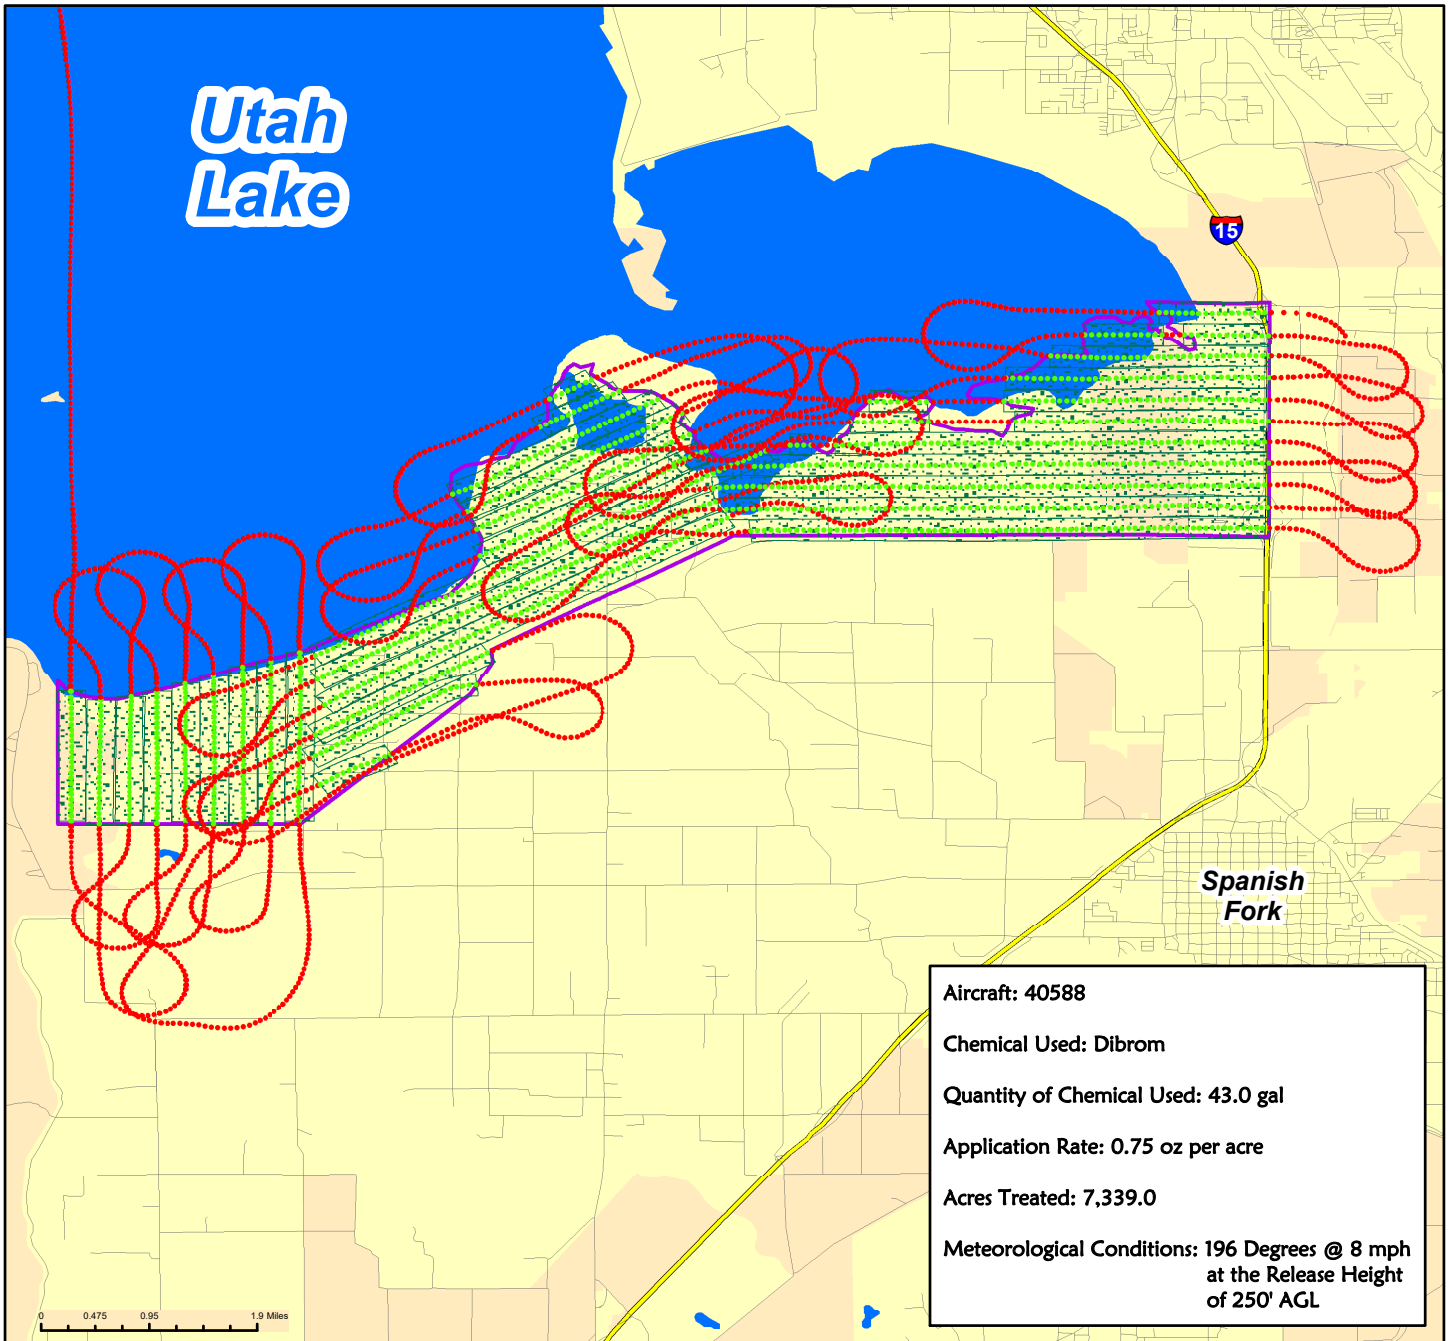 Utah
Lake
15
Spanish
Fork
Aircraft: 40588
Chemical Used: Dibrom
Quantity of Chemical Used: 43.0 gal
Application Rate: 0.75 oz per acre
Acres Treated: 7,339.0
Meteorological Conditions: 196 Degrees @ 8 mph
at the Release Height
of 250' AGL
0 0.475 0.95 1.9 Miles